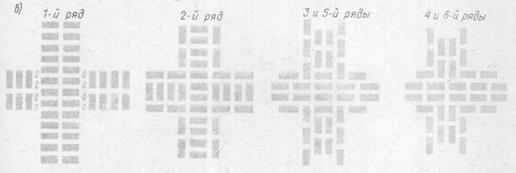 б)
1-й ряд
2-й ряд
3 и 5-й ряды
4 и 6-й ряды